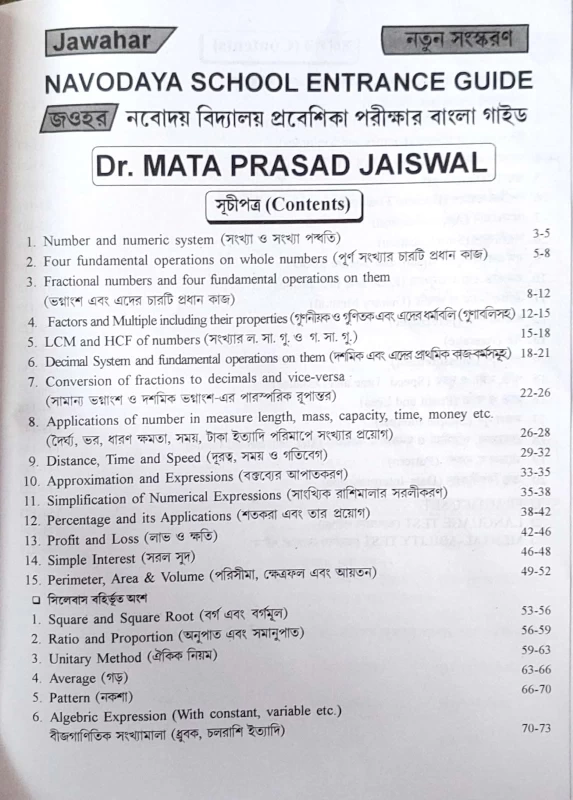 Jawahar
নতুন সংস্করণ
NAVODAYA SCHOOL ENTRANCE GUIDE
জওহর নবোদয় বিদ্যালয় প্রবেশিকা পরীক্ষার বাংলা গাইড
Dr. MATA PRASAD JAISWAL
সূচীপত্র (Contents)
1. Number and numeric system (সংখ্যা ও সংখ্যা পদ্ধতি) 3-5
2. Four fundamental operations on whole numbers (পূর্ণ সংখ্যার চারটি প্রধান কাজ) 5-8
3. Fractional numbers and four fundamental operations on them
(ভগ্নাংশ এবং এদের চারটি প্রধান কাজ) 8-12
4. Factors and Multiple including their properties (গুণনীয়ক ও গুণিতক এবং এদের ধর্মাবলি (গুণাবলিসহ) 12-15
5. LCM and HCF of numbers (সংখ্যার ল. সা. গু. ও গ. সা. গু.) 15-18
6. Decimal System and fundamental operations on them (দশমিক এবং এদের প্রাথমিক কাজ-কর্মসমূহ) 18-21
7. Conversion of fractions to decimals and vice-versa
(সামান্য ভগ্নাংশ ও দশমিক ভগ্নাংশ-এর পারস্পরিক রূপান্তর) 22-26
8. Applications of number in measure length, mass, capacity, time, money etc.
(দৈর্ঘ্য, ভর, ধারণ ক্ষমতা, সময়, টাকা ইত্যাদি পরিমাপে সংখ্যার প্রয়োগ) 26-28
9. Distance, Time and Speed (দূরত্ব, সময় ও গতিবেগ) 29-32
10. Approximation and Expressions (বক্তব্যের আপাতকরণ) 33-35
11. Simplification of Numerical Expressions (সাংখ্যিক রাশিমালার সরলীকরণ) 35-38
12. Percentage and its Applications (শতকরা এবং তার প্রয়োগ) 38-42
13. Profit and Loss (লাভ ও ক্ষতি) 42-46
14. Simple Interest (সরল সুদ) 46-48
15. Perimeter, Area & Volume (পরিসীমা, ক্ষেত্রফল এবং আয়তন) 49-52
❑ সিলেবাস বহির্ভূত অংশ
1. Square and Square Root (বর্গ এবং বর্গমূল) 53-56
2. Ratio and Proportion (অনুপাত এবং সমানুপাত) 56-59
3. Unitary Method (ঐকিক নিয়ম) 59-63
4. Average (গড়) 63-66
5. Pattern (নকশা) 66-70
6. Algebric Expression (With constant, variable etc.)
বীজগাণিতিক সংখ্যামালা (ধ্রুবক, চলরাশি ইত্যাদি) 70-73